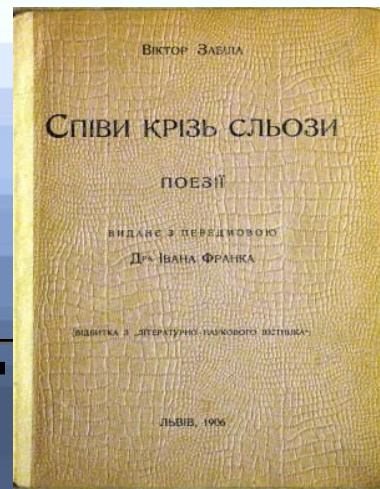 Віктор Забіла
Співи крізь сльози
поезії
видане з передмовою
Дра Івана Франка
(Відбитка з „Літературно-наукового вістника“)
Львів, 1906